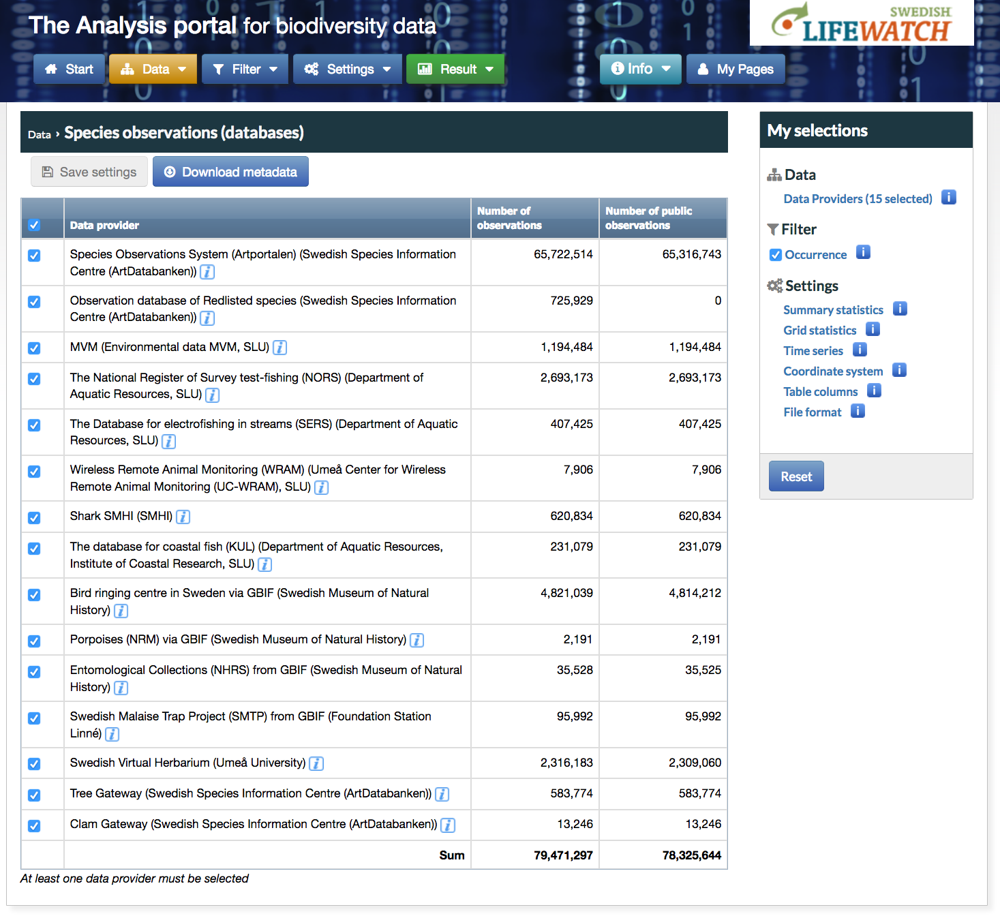 The Analysis portal for biodiversity data
SWEDISH
LIFEWATCH
Start
Data
Filter
Settings
Result
Info
My Pages
Data › Species observations (databases)
Save settings
Download metadata
Data provider
Number of
observations
Number of public
observations
Species Observations System (Artportalen) (Swedish Species Information
Centre (ArtDatabanken))
65,722,514
65,316,743
Observation database of Redlisted species (Swedish Species Information
Centre (ArtDatabanken))
725,929
0
MVM (Environmental data MVM, SLU)
1,194,484
1,194,484
The National Register of Survey test-fishing (NORS) (Department of
Aquatic Resources, SLU)
2,693,173
2,693,173
The Database for electrofishing in streams (SERS) (Department of Aquatic
Resources, SLU)
407,425
407,425
Wireless Remote Animal Monitoring (WRAM) (Umeå Center for Wireless
Remote Animal Monitoring (UC-WRAM), SLU)
7,906
7,906
Shark SMHI (SMHI)
620,834
620,834
The database for coastal fish (KUL) (Department of Aquatic Resources,
Institute of Coastal Research, SLU)
231,079
231,079
Bird ringing centre in Sweden via GBIF (Swedish Museum of Natural
History)
4,821,039
4,814,212
Porpoises (NRM) via GBIF (Swedish Museum of Natural History)
2,191
2,191
Entomological Collections (NHRS) from GBIF (Swedish Museum of Natural
History)
35,528
35,525
Swedish Malaise Trap Project (SMTP) from GBIF (Foundation Station
Linné)
95,992
95,992
Swedish Virtual Herbarium (Umeå University)
2,316,183
2,309,060
Tree Gateway (Swedish Species Information Centre (ArtDatabanken))
583,774
583,774
Clam Gateway (Swedish Species Information Centre (ArtDatabanken))
13,246
13,246
Sum
79,471,297
78,325,644
At least one data provider must be selected
My selections
Data
Data Providers (15 selected)
Filter
Occurrence
Settings
Summary statistics
Grid statistics
Time series
Coordinate system
Table columns
File format
Reset